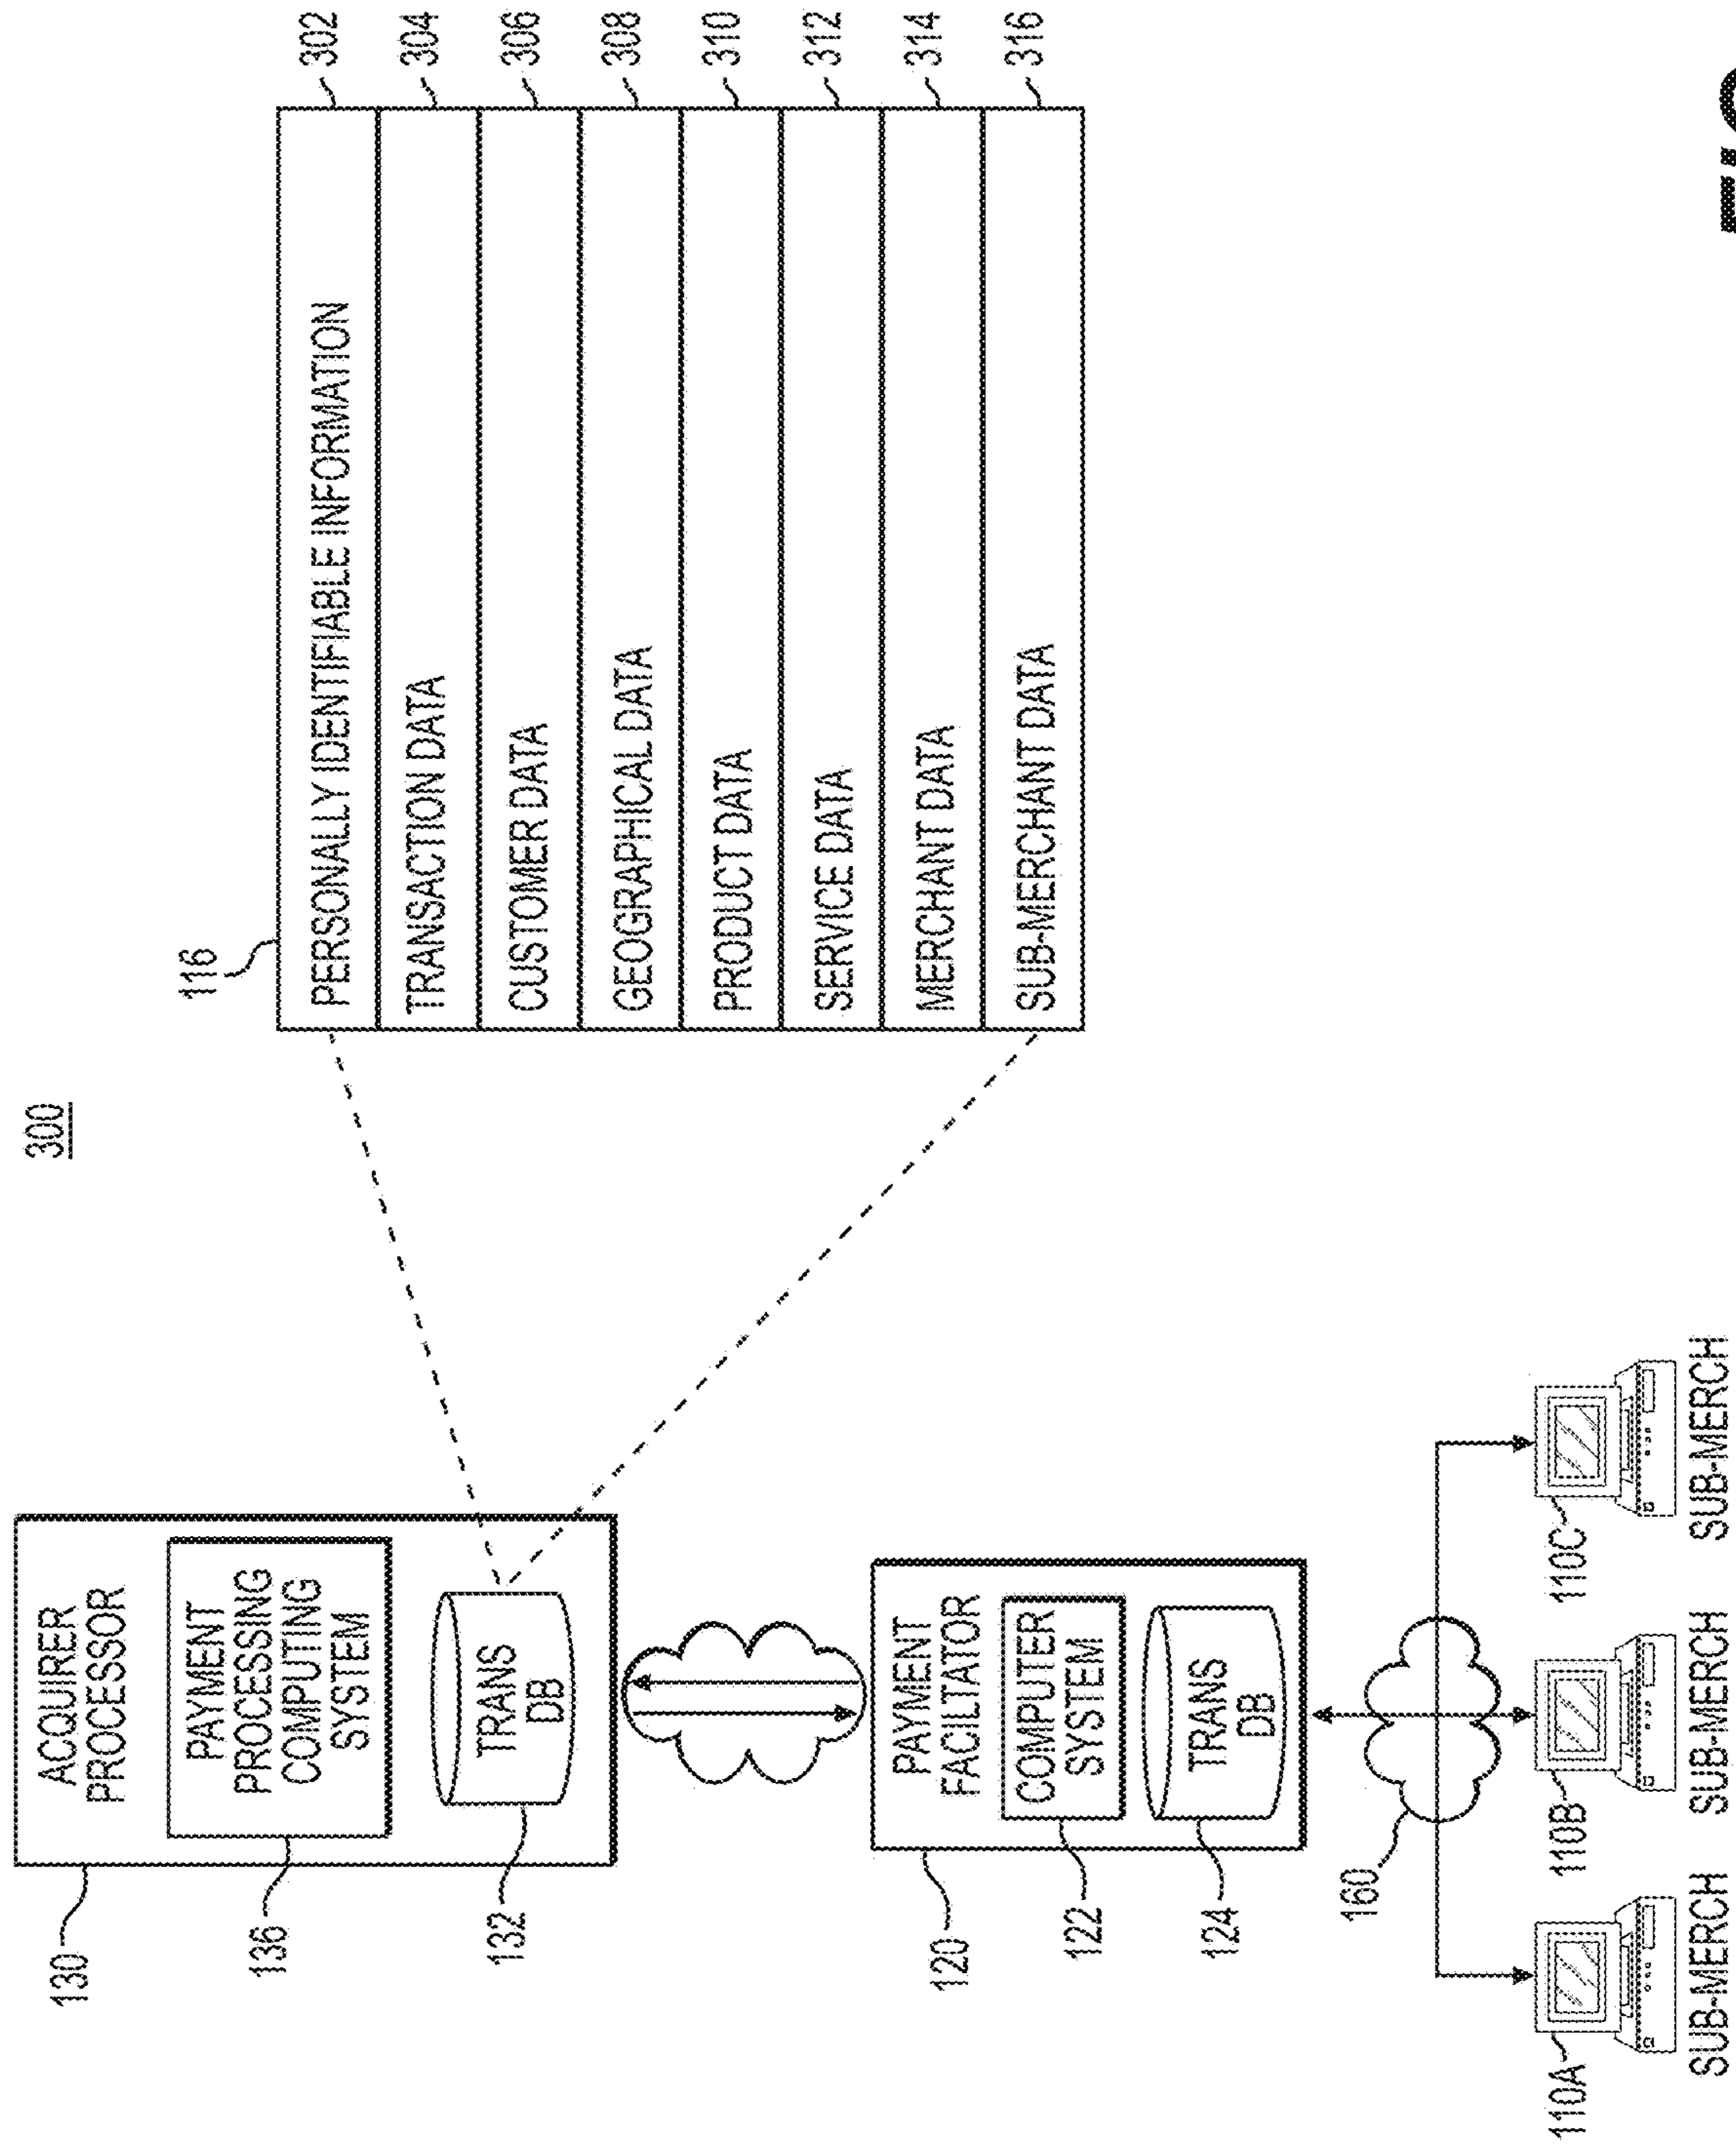 300
130
ACQUIRER
PROCESSOR
136
PAYMENT
PROCESSING
COMPUTING
SYSTEM
132
TRANS
DB
120
PAYMENT
FACILITATOR
122
COMPUTER
SYSTEM
124
TRANS
DB
160
110A
SUB-MERCH
110B
SUB-MERCH
110C
SUB-MERCH
116
PERSONALLY IDENTIFIABLE INFORMATION
302
TRANSACTION DATA
304
CUSTOMER DATA
306
GEOGRAPHICAL DATA
308
PRODUCT DATA
310
SERVICE DATA
312
MERCHANT DATA
314
SUB-MERCHANT DATA
316